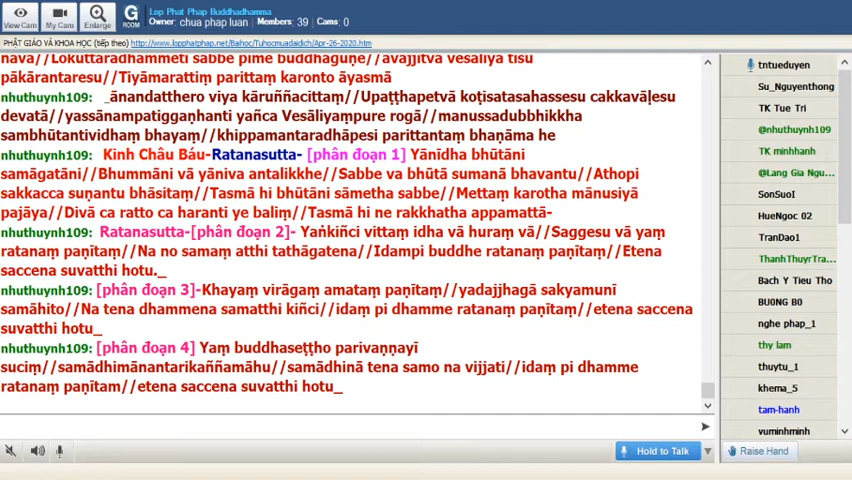 View Cam
My Cam
Enlarge
G
ROOM
Lop Phat Phap Buddhadhamma
Owner: chua phap luan Members: 39 Cams: 0
PHẬT GIÁO VÀ KHOA HỌC (tiếp theo) http://www.lopphatphap.net/Baihoc/Tuhocmuadaidich/Apr-26-2020.htm
nava//Lokuttaradhammeti sabbe pime buddhaguṇe//āvajjitvā vesāliyā tīsu
pākārantaresu//Tiyāmarattiṃ parittaṃ karonto āyasmā
nhuthuynh109: _ānandatthero viya kāruññacittaṃ//Upaṭṭhapetvā koṭisatasahassesu cakkavāḷesu
devatā//yassānampatiggaṇhanti yañca Vesāliyampure rogā//manussadubbhikkha
sambhūtantividhaṃ bhayaṃ//khippamantaradhāpesi parittantaṃ bhaṇāma he
nhuthuynh109: Kinh Châu Báu-Ratanasutta- [phân đoạn 1] Yānīdha bhūtāni
samāgatāni//Bhummāni vā yāniva antalikkhe//Sabbe va bhūtā sumanā bhavantu//Athopi
sakkacca suṇantu bhāsitaṃ//Tasmā hi bhūtāni sāmetha sabbe//Mettaṃ karotha mānusiyā
pajāya//Divā ca ratto ca haranti ye baliṃ//Tasmā hi ne rakkhatha appamattā-
nhuthuynh109: Ratanasutta-[phân đoạn 2]- Yaṅkiñci vittaṃ idha vā huraṃ vā//Saggesu vā yaṃ
ratanaṃ paṇītaṃ//Na no samaṃ atthi tathāgatena//Idampi buddhe ratanaṃ paṇītaṃ//Etena
saccena suvatthi hotu._
nhuthuynh109: [phân đoạn 3]-Khayaṃ virāgaṃ amataṃ paṇītaṃ//yadajjhagā sakyamunī
samāhito//Na tena dhammena samatthi kiñci//idaṃ pi dhamme ratanaṃ paṇītaṃ//etena saccena
suvatthi hotu_
nhuthuynh109: [phân đoạn 4] Yaṃ buddhaseṭṭho parivaṇṇayī
suciṃ//samādhimānantarikaññamāhu//samādhinā tena samo na vijjati//idaṃ pi dhamme
ratanaṃ paṇītaṃ//etena saccena suvatthi hotu_
Hold to Talk
tntueduyen
Su_Nguyenthong
TK Tue Tri
@nhuthuynh109
TK minhhanh
@Lang Gia Ngu...
SonSuoI
HueNgoc 02
TranDao1
ThanhThuyrTra...
Bach Y Tieu Tho
BU0NG B0
nghe phap_1
thy lam
thuytu_1
khema_5
tam-hanh
vuminhminh
Raise Hand